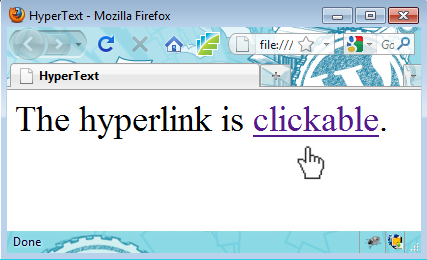 HyperText - Mozilla Firefox
file:///
Go
HyperText
The hyperlink is clickable.
Done